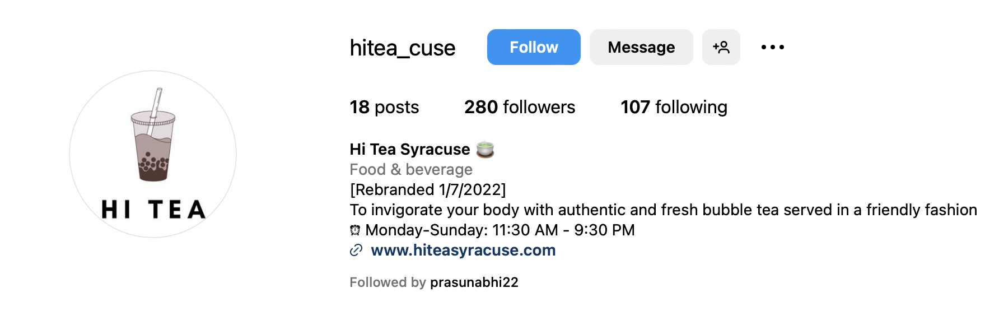 hitea_cuse Follow Message
18 posts 280 followers 107 following
HI TEA
Hi Tea Syracuse 🍵
Food & beverage
[Rebranded 1/7/2022]
To invigorate your body with authentic and fresh bubble tea served in a friendly fashion
⏰ Monday-Sunday: 11:30 AM - 9:30 PM
www.hiteasyracuse.com
Followed by prasunabhi22